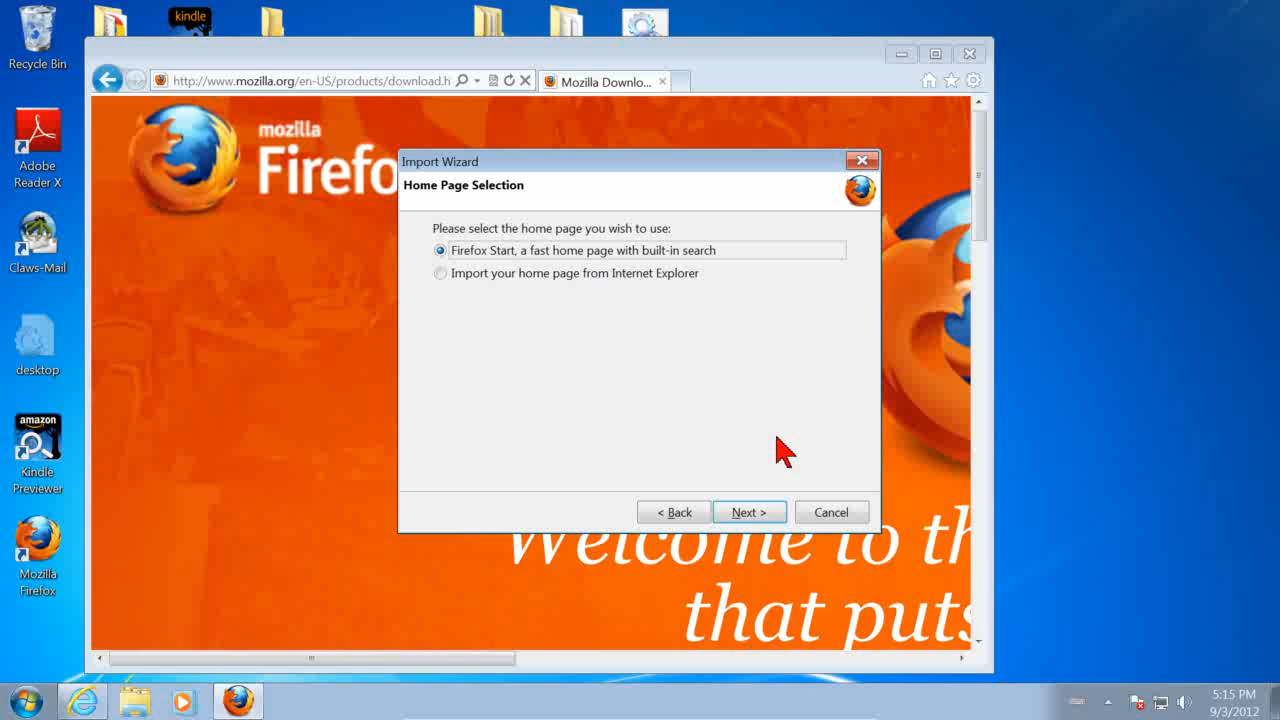 Recycle Bin
kindle
Adobe
Reader X
Claws-Mail
desktop
amazon
Kindle
Previewer
Mozilla
Firefox
http://www.mozilla.org/en-US/products/download.h
Mozilla Downlo...
mozilla
Firefo
Import Wizard
Home Page Selection
Please select the home page you wish to use:
Firefox Start, a fast home page with built-in search
Import your home page from Internet Explorer
< Back
Next >
Cancel
Welcome to th
that puts
5:15 PM
9/3/2012